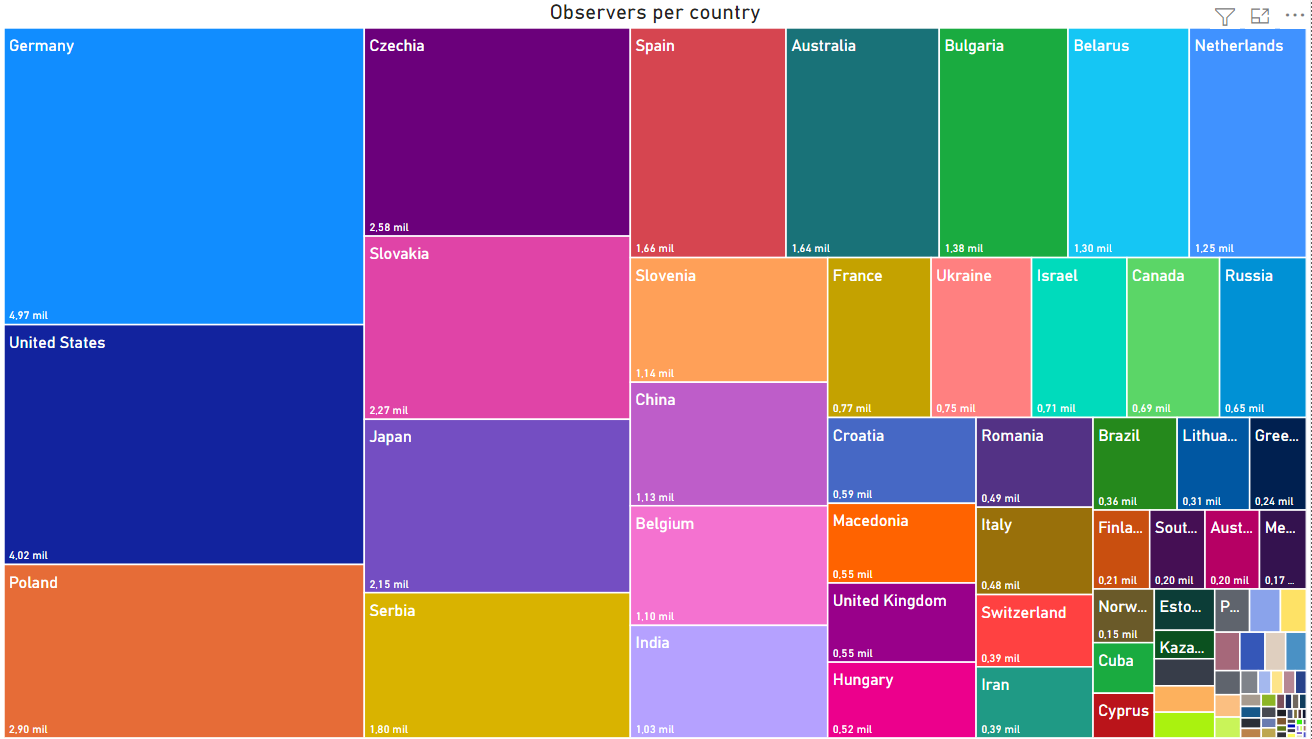 Observers per country
Germany
4,97 mil
United States
4,02 mil
Poland
2,90 mil
Czechia
2,58 mil
Slovakia
2,27 mil
Japan
2,15 mil
Serbia
1,80 mil
Spain
1,66 mil
Australia
1,64 mil
Bulgaria
1,38 mil
Belarus
1,30 mil
Netherlands
1,25 mil
Slovenia
1,14 mil
China
1,13 mil
Belgium
1,10 mil
India
1,03 mil
France
0,77 mil
Ukraine
0,75 mil
Israel
0,71 mil
Canada
0,69 mil
Russia
0,65 mil
Croatia
0,59 mil
Macedonia
0,55 mil
United Kingdom
0,55 mil
Hungary
0,52 mil
Romania
0,49 mil
Italy
0,48 mil
Switzerland
0,39 mil
Iran
0,39 mil
Brazil
0,36 mil
Lithua...
0,31 mil
Gree...
0,24 mil
Finla...
0,21 mil
Sout...
0,20 mil
Aust...
0,20 mil
Me...
0,17 ...
Norw...
0,15 mil
Cuba
Cyprus
Esto...
Kaza...
P...